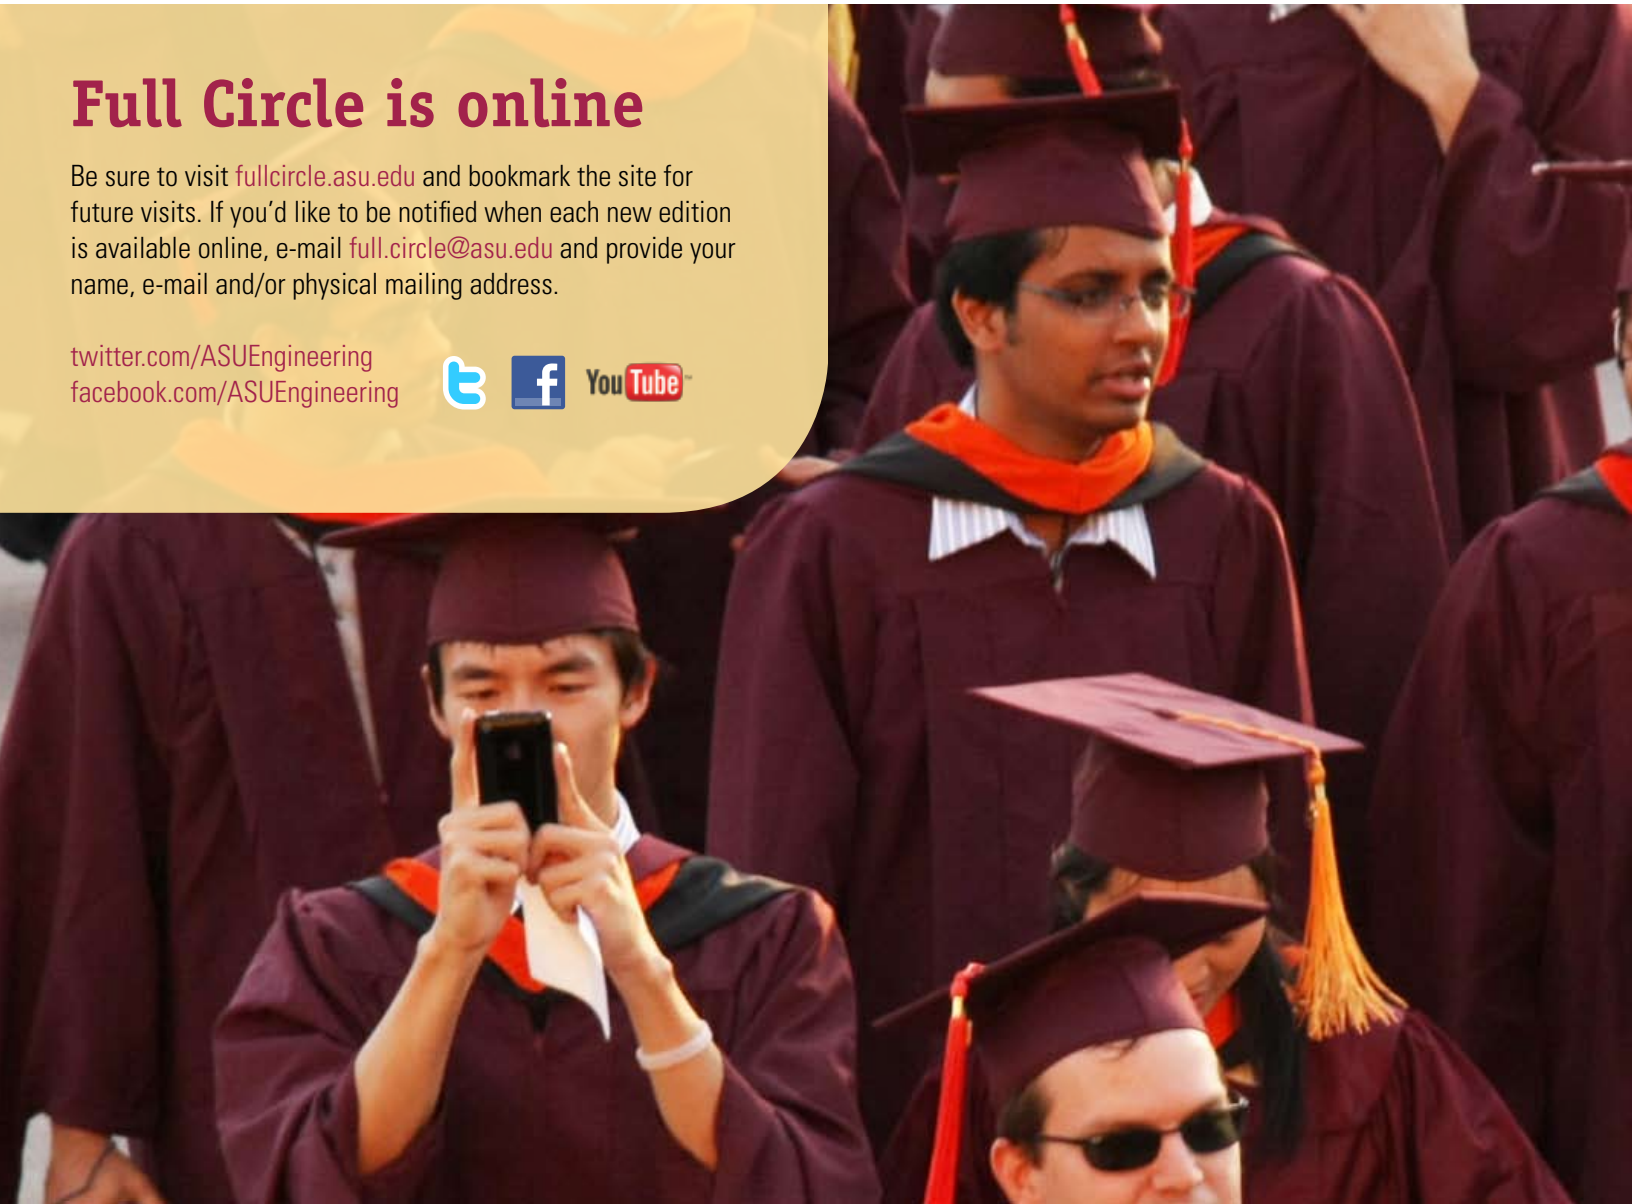 Full Circle is online
Be sure to visit fullcircle.asu.edu and bookmark the site for
future visits. If you’d like to be notified when each new edition
is available online, e-mail full.circle@asu.edu and provide your
name, e-mail and/or physical mailing address.
twitter.com/ASUEngineering
facebook.com/ASUEngineering
t f YouTube™